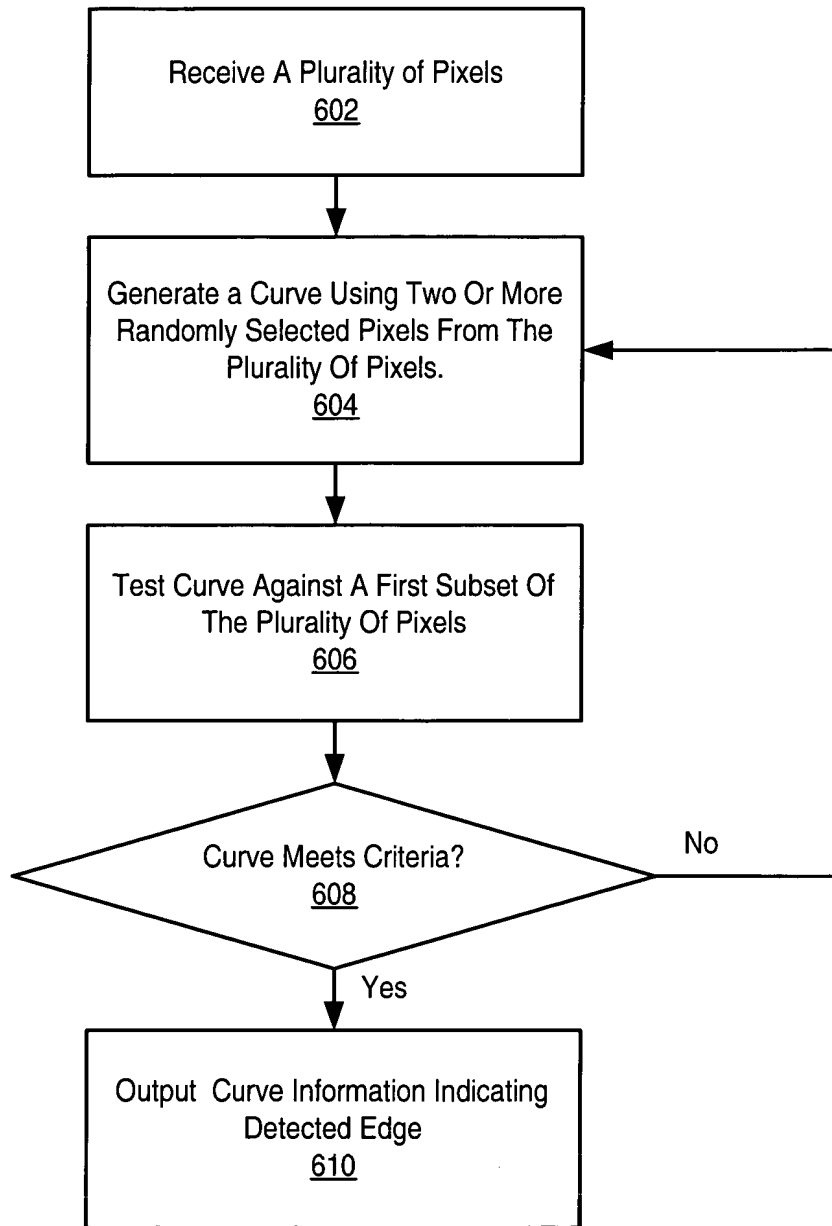 Receive A Plurality of Pixels
602
Generate a Curve Using Two Or More
Randomly Selected Pixels From The
Plurality Of Pixels.
604
Test Curve Against A First Subset Of
The Plurality Of Pixels
606
Curve Meets Criteria?
608
No
Yes
Output Curve Information Indicating
Detected Edge
610